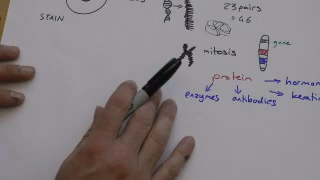 23 pairs
= 46
STAIN
gene
mitosis
protein
hormon
enzymes
antibodies
keratin